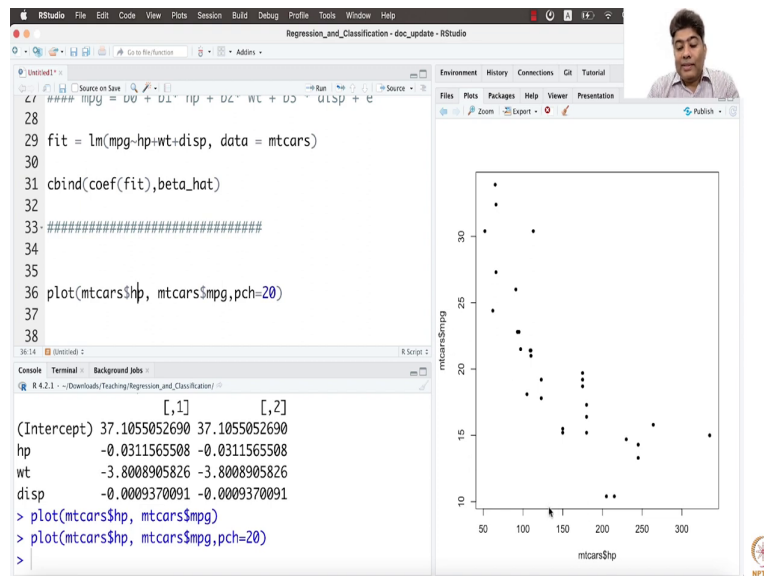 RStudio File Edit Code View Plots Session Build Debug Profile Tools Window Help
Regression_and_Classification - doc_update - RStudio
Go to file/function Addins
Untitled1*
Source on Save Run Source
27 #### mpg = b0 + b1* hp + b2* wt + b3 * disp + e
28
29 fit = lm(mpg~hp+wt+disp, data = mtcars)
30
31 cbind(coef(fit),beta_hat)
32
33 ##############################
34
35
36 plot(mtcars$hp, mtcars$mpg,pch=20)
37
38
36:14 (Untitled) R Script
Console Terminal Background Jobs
R 4.2.1 · ~/Downloads/Teaching/Regression_and_Classification/
[,1] [,2]
(Intercept) 37.1055052690 37.1055052690
hp -0.0311565508 -0.0311565508
wt -3.8008905826 -3.8008905826
disp -0.0009370091 -0.0009370091
> plot(mtcars$hp, mtcars$mpg)
> plot(mtcars$hp, mtcars$mpg,pch=20)
>
Environment History Connections Git Tutorial
Files Plots Packages Help Viewer Presentation
Zoom Export Publish
mtcars$mpg
30
25
20
15
10
50 100 150 200 250 300
mtcars$hp